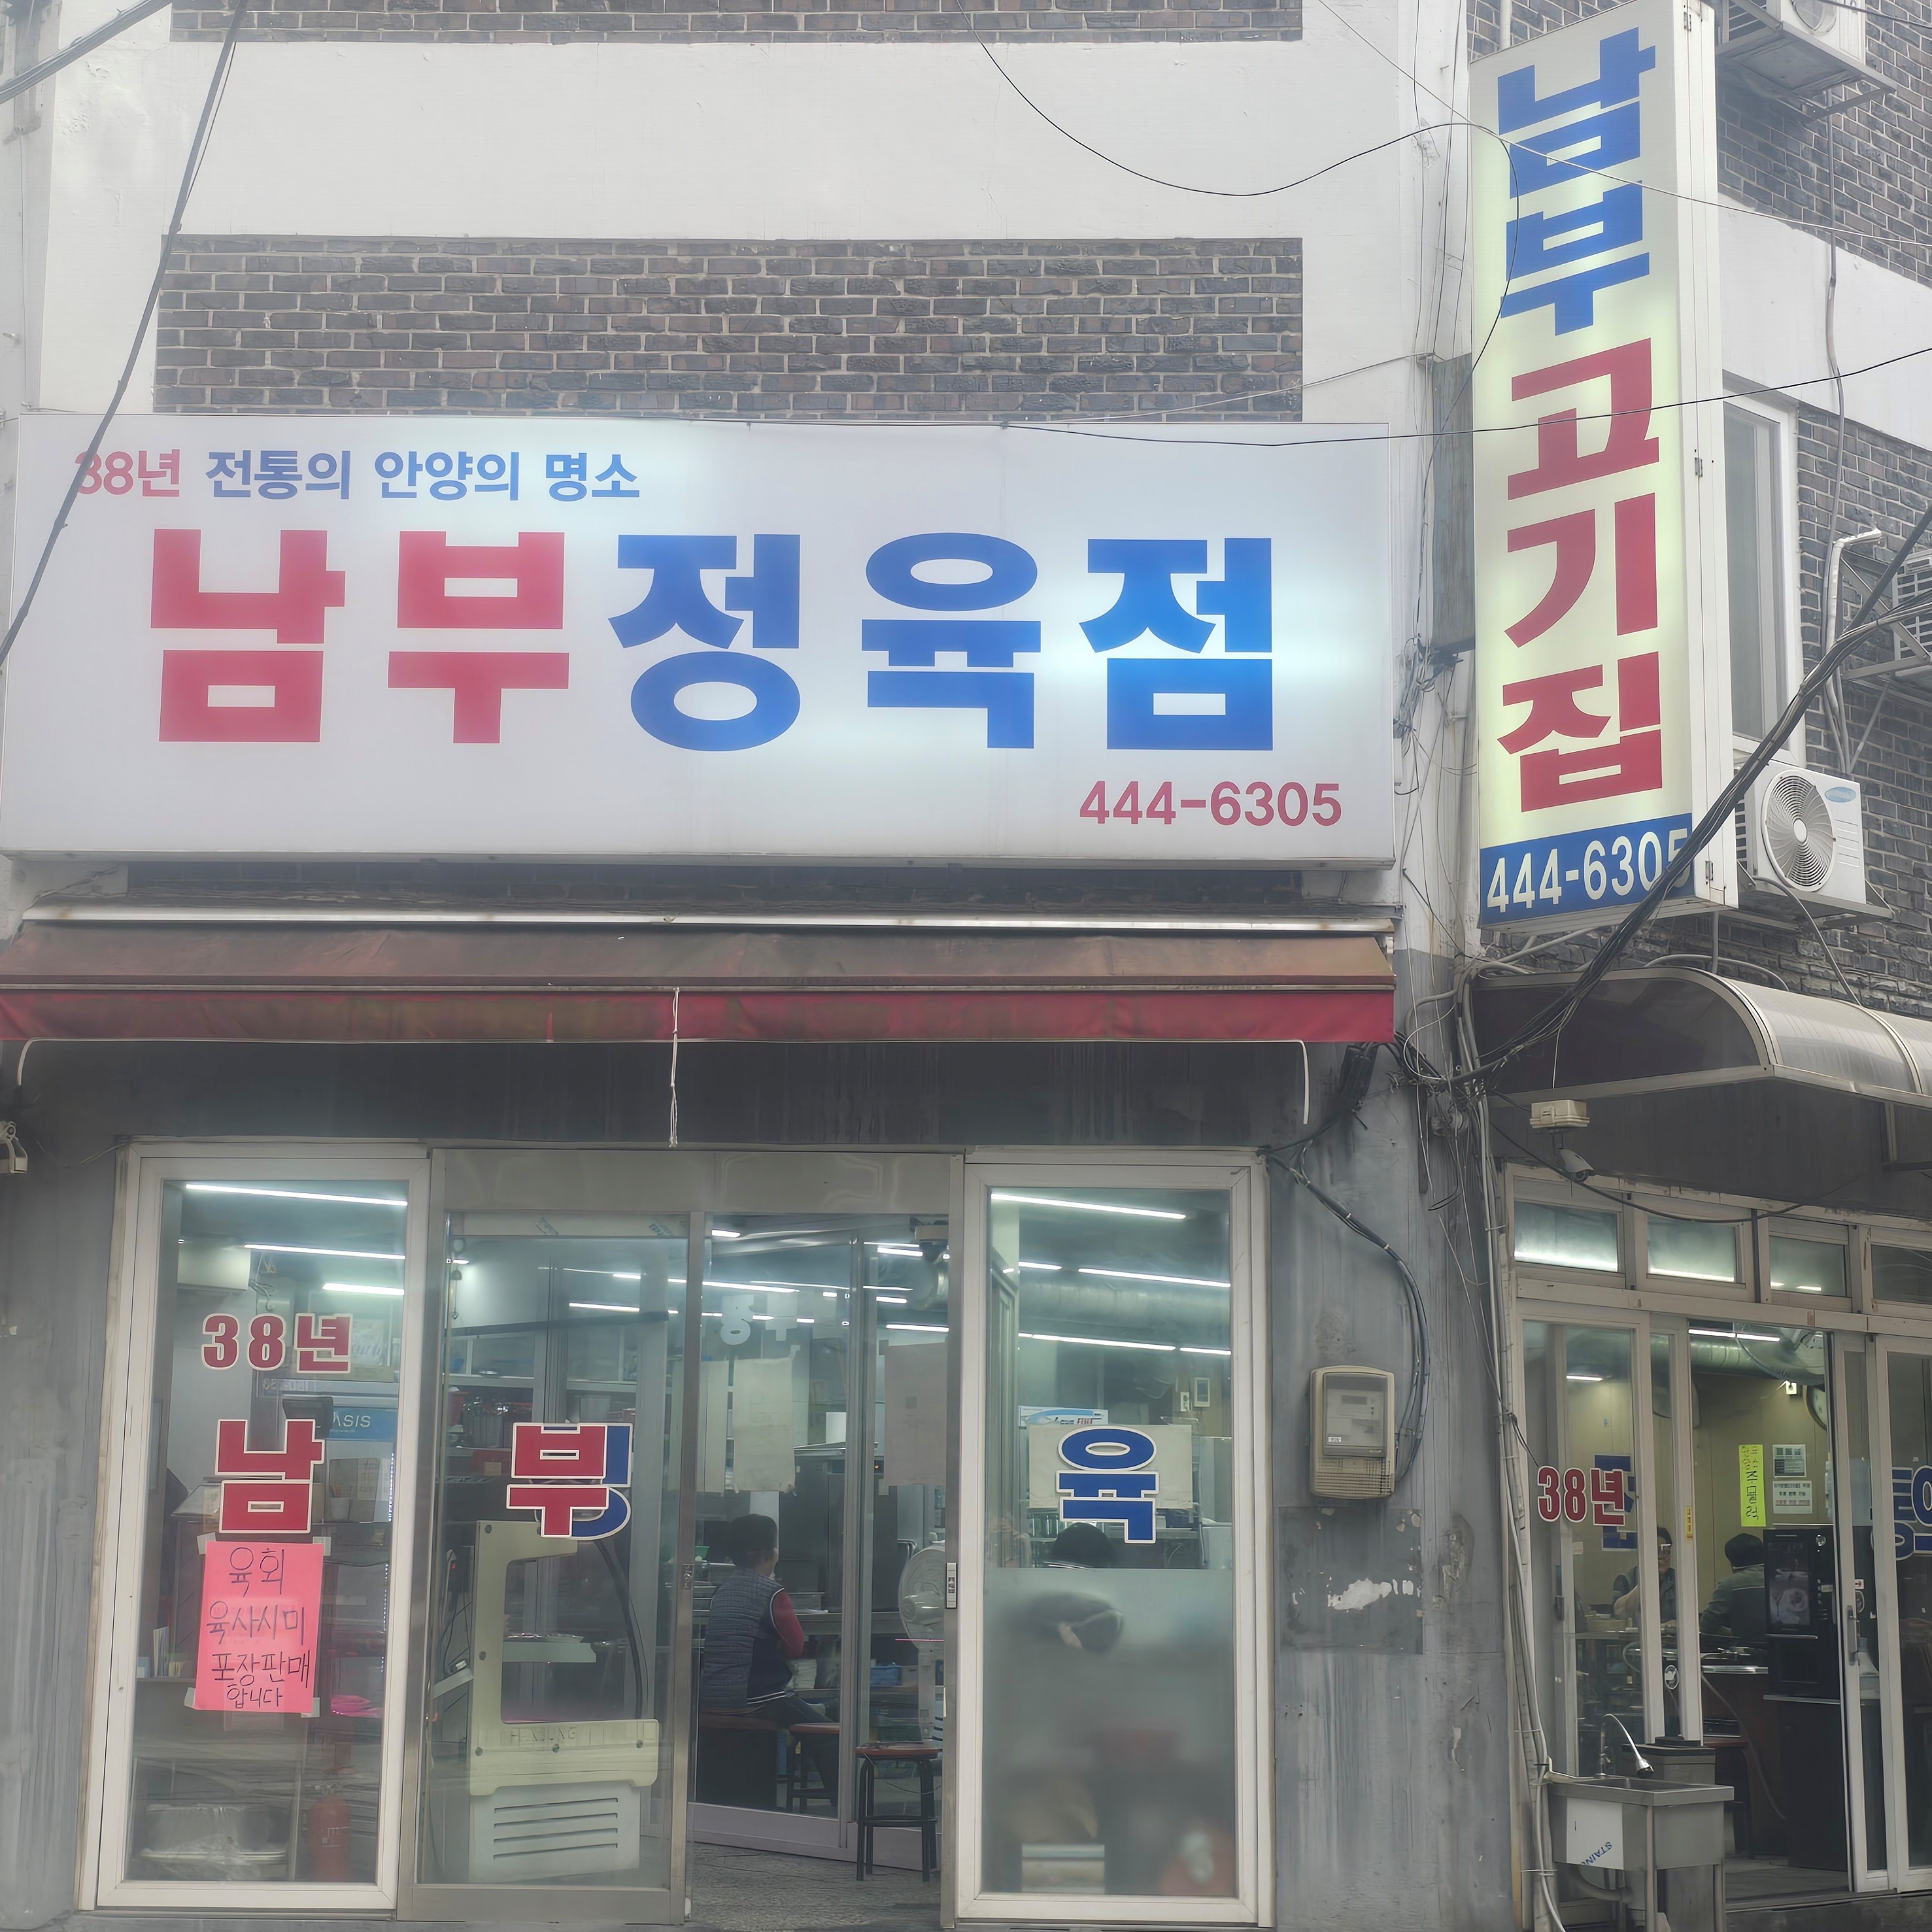 38년 전통의 안양의 명소
남부정육점
444-6305
남부고기집
444-6305
38년
남
부
육
육회
육사시미
포장판매
합니다
38년